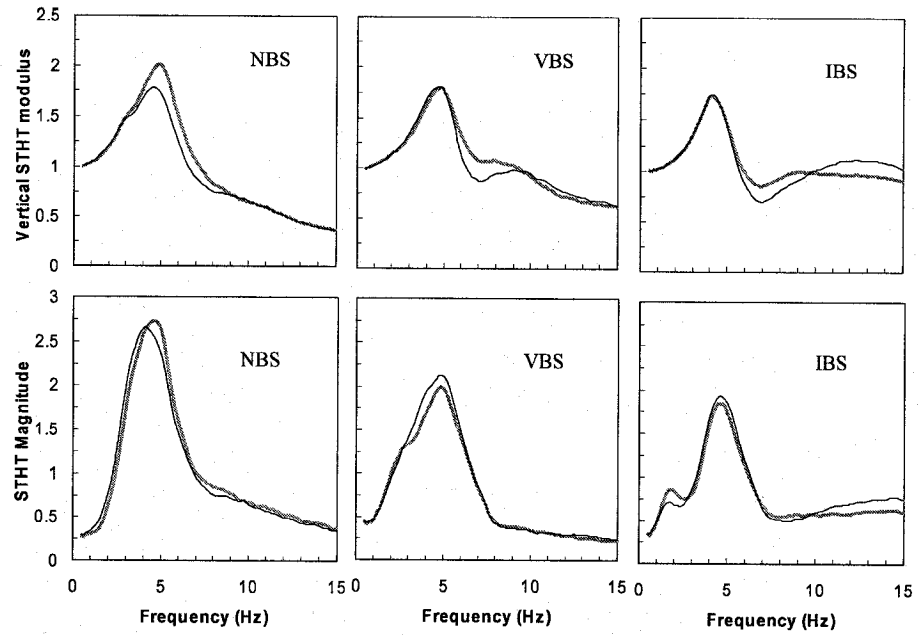 2.5
2
1.5
1
0.5
0
Vertical STHT modulus
NBS
VBS
IBS
3
2.5
2
1.5
1
0.5
0
STHT Magnitude
NBS
VBS
IBS
0 5 10 15
0 5 10 15
0 5 10 15
Frequency (Hz)
Frequency (Hz)
Frequency (Hz)